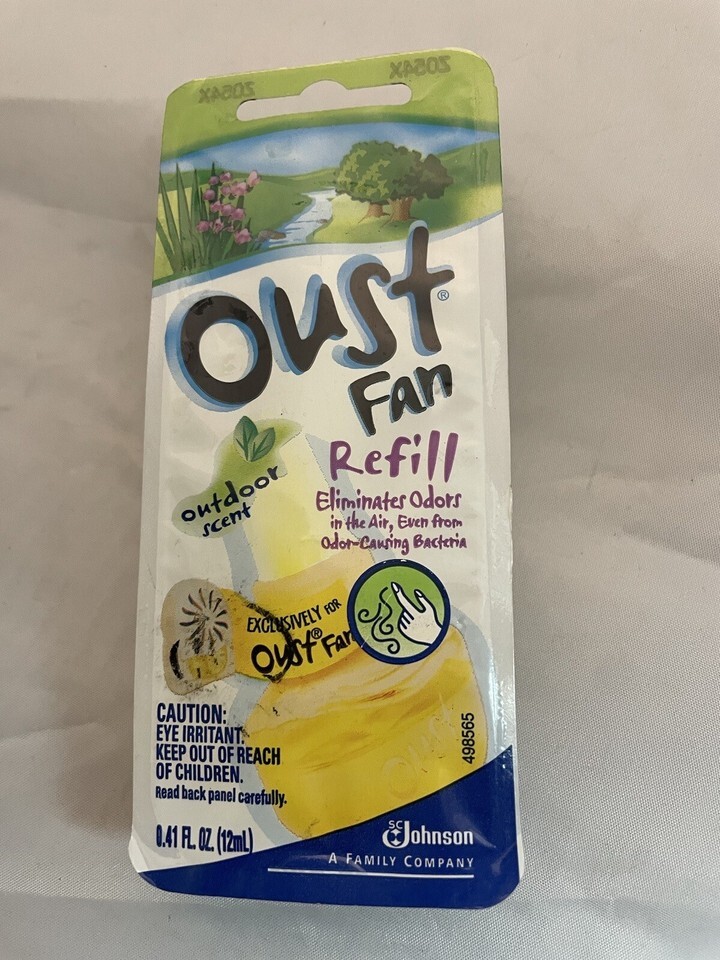 Z054X Z054X
Oust®
Fan
Refill
outdoor
scent
Eliminates Odors
in the Air, Even from
Odor-Causing Bacteria
EXCLUSIVELY FOR
Oust® Fan
CAUTION:
EYE IRRITANT.
KEEP OUT OF REACH
OF CHILDREN.
Read back panel carefully.
0.41 FL. OZ. (12mL)
498565
Oust
SC Johnson
A FAMILY COMPANY